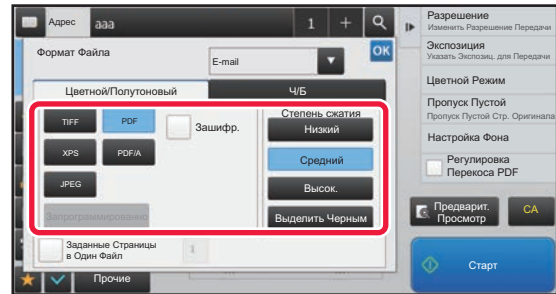 Адрес
aaa
1
+
Разрешение
Изменить Разрешение Передачи
Экспозиция
Указать Экспозиц. для Передачи
Цветной Режим
Пропуск Пустой
Пропуск Пустой Стр. Оригинала
Настройка Фона
Регулировка
Перекоса PDF
Предварит.
Просмотр
CA
Старт
Формат Файла
E-mail
OK
Цветной/Полутоновый
Ч/Б
TIFF
PDF
Зашифр.
XPS
PDF/A
JPEG
Запрограммированно
Степень сжатия
Низкий
Средний
Высок.
Выделить Черным
Заданные Страницы
в Один Файл
1
Прочие